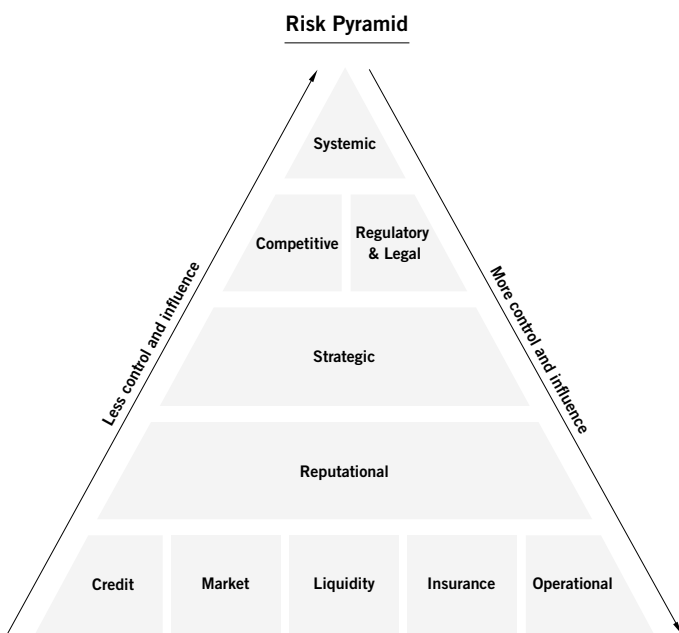 Risk Pyramid
Systemic
Competitive
Regulatory
& Legal
Less control and influence
More control and influence
Strategic
Reputational
Credit
Market
Liquidity
Insurance
Operational